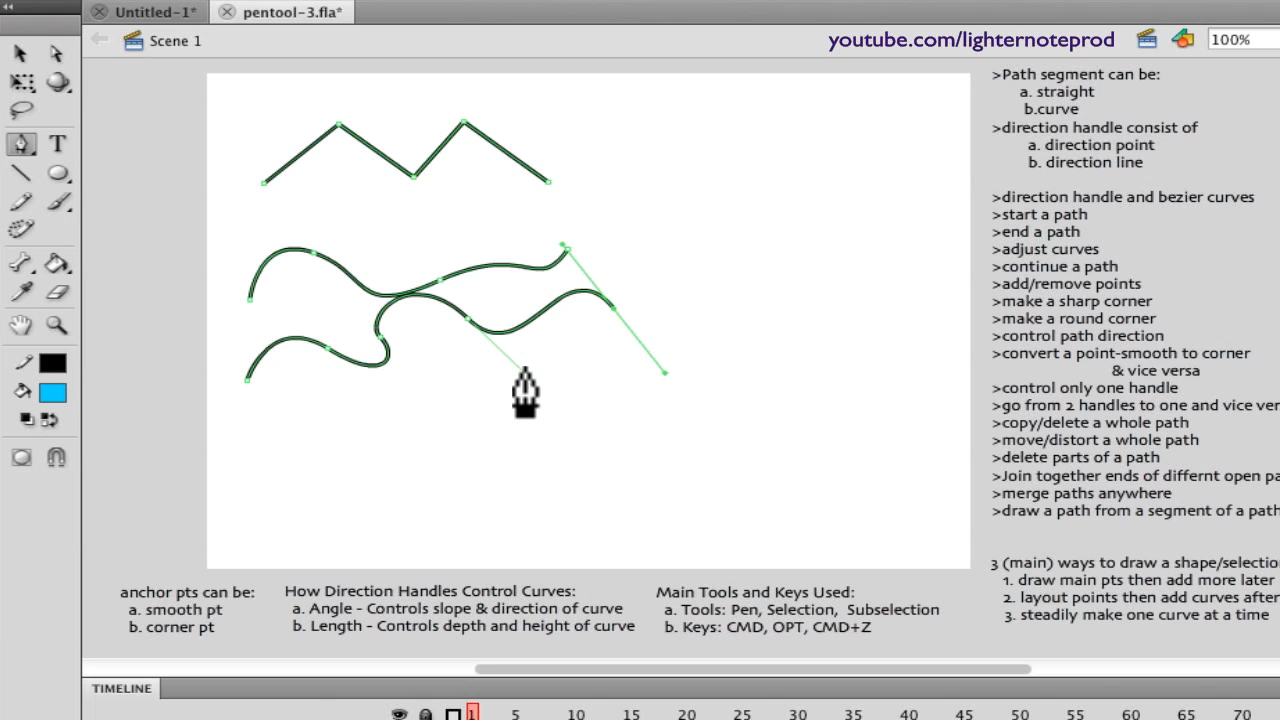 Untitled-1*
pentool-3.fla*
Scene 1
youtube.com/lighternoteprod
100%
T
>Path segment can be:
a. straight
b.curve
>direction handle consist of
a. direction point
b. direction line
>direction handle and bezier curves
>start a path
>end a path
>adjust curves
>continue a path
>add/remove points
>make a sharp corner
>make a round corner
>control path direction
>convert a point-smooth to corner
& vice versa
>control only one handle
>go from 2 handles to one and vice ver
>copy/delete a whole path
>move/distort a whole path
>delete parts of a path
>Join together ends of differnt open pa
>merge paths anywhere
>draw a path from a segment of a path
3 (main) ways to draw a shape/selectio
1. draw main pts then add more later
2. layout points then add curves after
3. steadily make one curve at a time
anchor pts can be:
a. smooth pt
b. corner pt
How Direction Handles Control Curves:
a. Angle - Controls slope & direction of curve
b. Length - Controls depth and height of curve
Main Tools and Keys Used:
a. Tools: Pen, Selection, Subselection
b. Keys: CMD, OPT, CMD+Z
TIMELINE
1 5 10 15 20 25 30 35 40 45 50 55 60 65 70